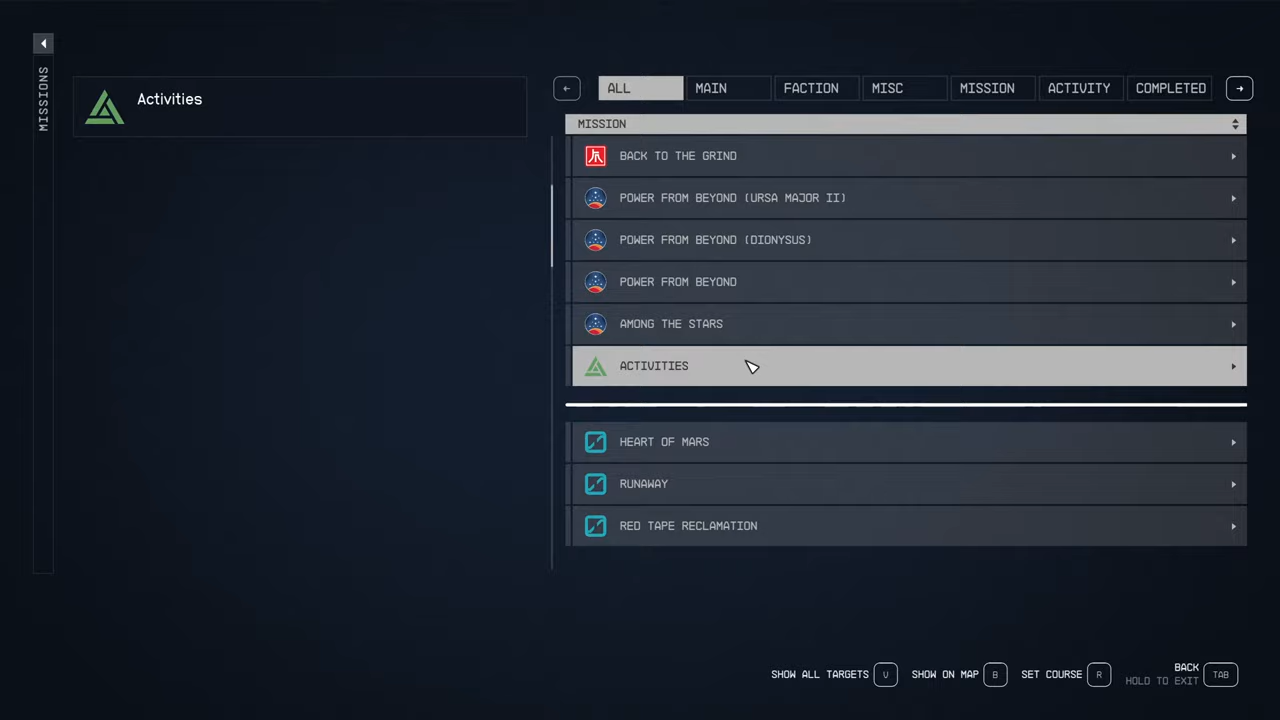 MISSIONS
Activities
ALL
MAIN
FACTION
MISC
MISSION
ACTIVITY
COMPLETED
MISSION
BACK TO THE GRIND
POWER FROM BEYOND (URSA MAJOR II)
POWER FROM BEYOND (DIONYSUS)
POWER FROM BEYOND
AMONG THE STARS
ACTIVITIES
HEART OF MARS
RUNAWAY
RED TAPE RECLAMATION
SHOW ALL TARGETS V
SHOW ON MAP B
SET COURSE R
BACK
HOLD TO EXIT
TAB